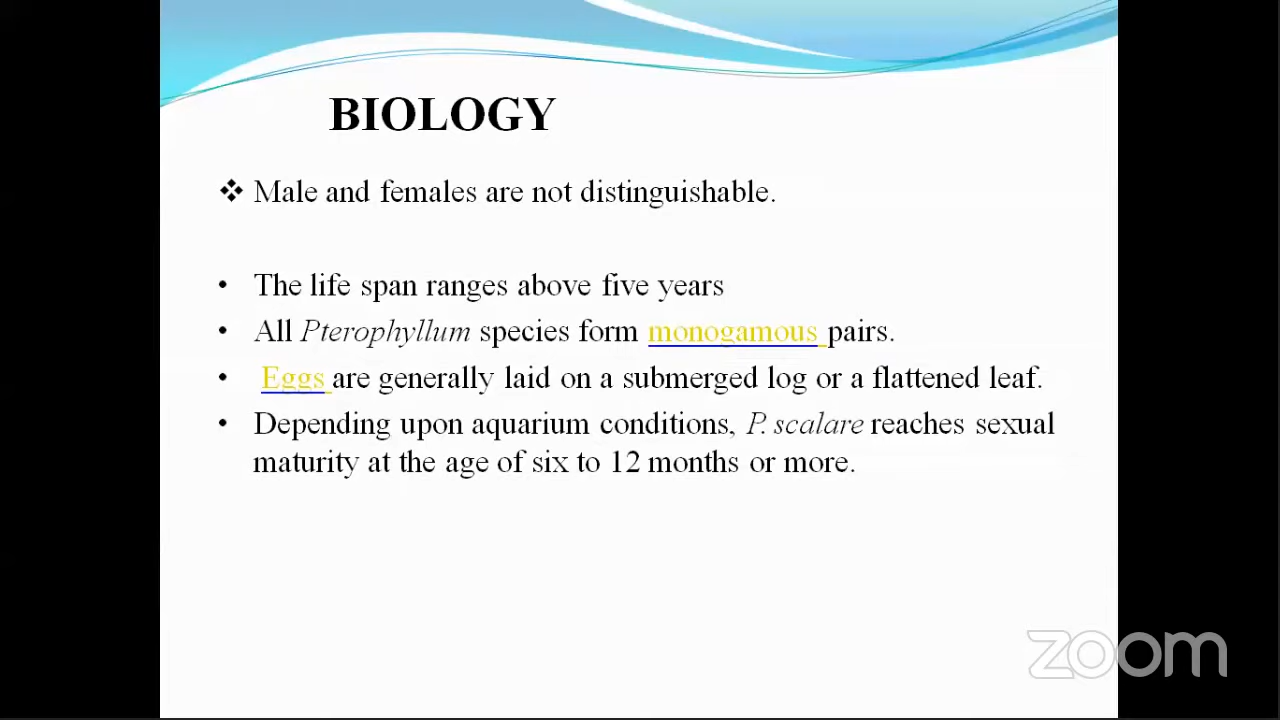 BIOLOGY
❖ Male and females are not distinguishable.
• The life span ranges above five years
• All Pterophyllum species form monogamous pairs.
• Eggs are generally laid on a submerged log or a flattened leaf.
• Depending upon aquarium conditions, P. scalare reaches sexual
maturity at the age of six to 12 months or more.
zoom